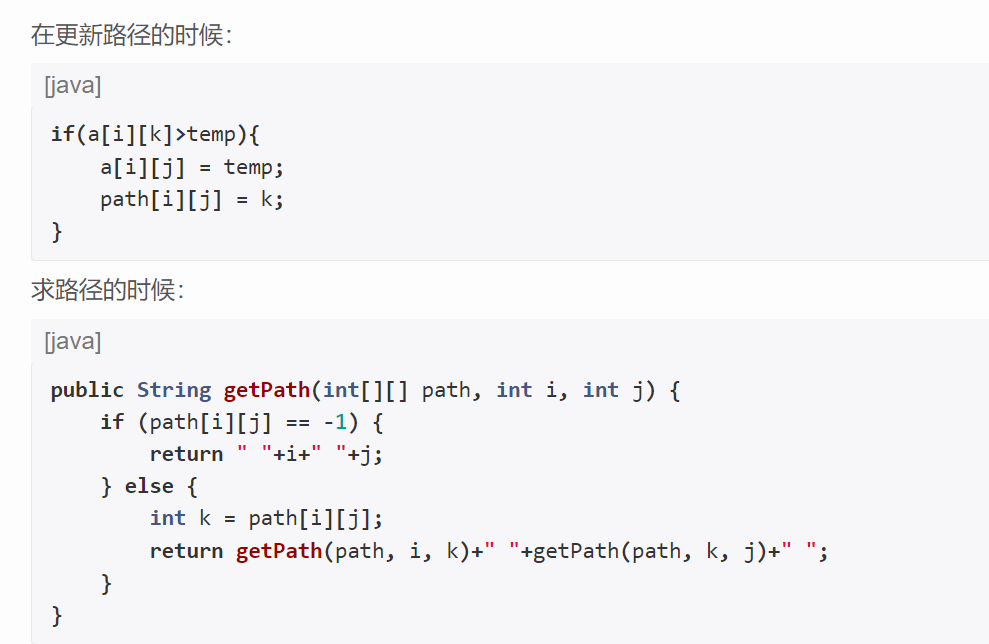 在更新路径的时候：
[java]
if(a[i][k]>temp){
    a[i][j] = temp;
    path[i][j] = k;
}
求路径的时候：
[java]
public String getPath(int[][] path, int i, int j) {
    if (path[i][j] == -1) {
        return " "+i+" "+j;
    } else {
        int k = path[i][j];
        return getPath(path, i, k)+" "+getPath(path, k, j)+" ";
    }
}